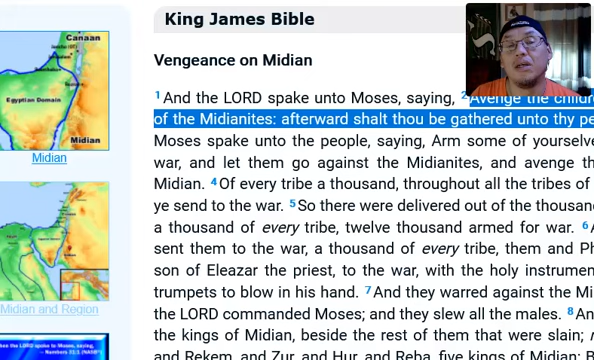 Canaan
Egyptian Domain
Midian
Midian
Midian and Region
King James Bible
Vengeance on Midian
1 And the LORD spake unto Moses, saying, 2 Avenge the childre
of the Midianites: afterward shalt thou be gathered unto thy pe
Moses spake unto the people, saying, Arm some of yourselve
war, and let them go against the Midianites, and avenge th
Midian. 4 Of every tribe a thousand, throughout all the tribes of
ye send to the war. 5 So there were delivered out of the thousan
a thousand of every tribe, twelve thousand armed for war. 6 A
sent them to the war, a thousand of every tribe, them and Ph
son of Eleazar the priest, to the war, with the holy instrumen
trumpets to blow in his hand. 7 And they warred against the Mi
the LORD commanded Moses; and they slew all the males. 8 An
the kings of Midian, beside the rest of them that were slain; n
and Rekem, and Zur, and Hur, and Reba, five kings of Midian: B